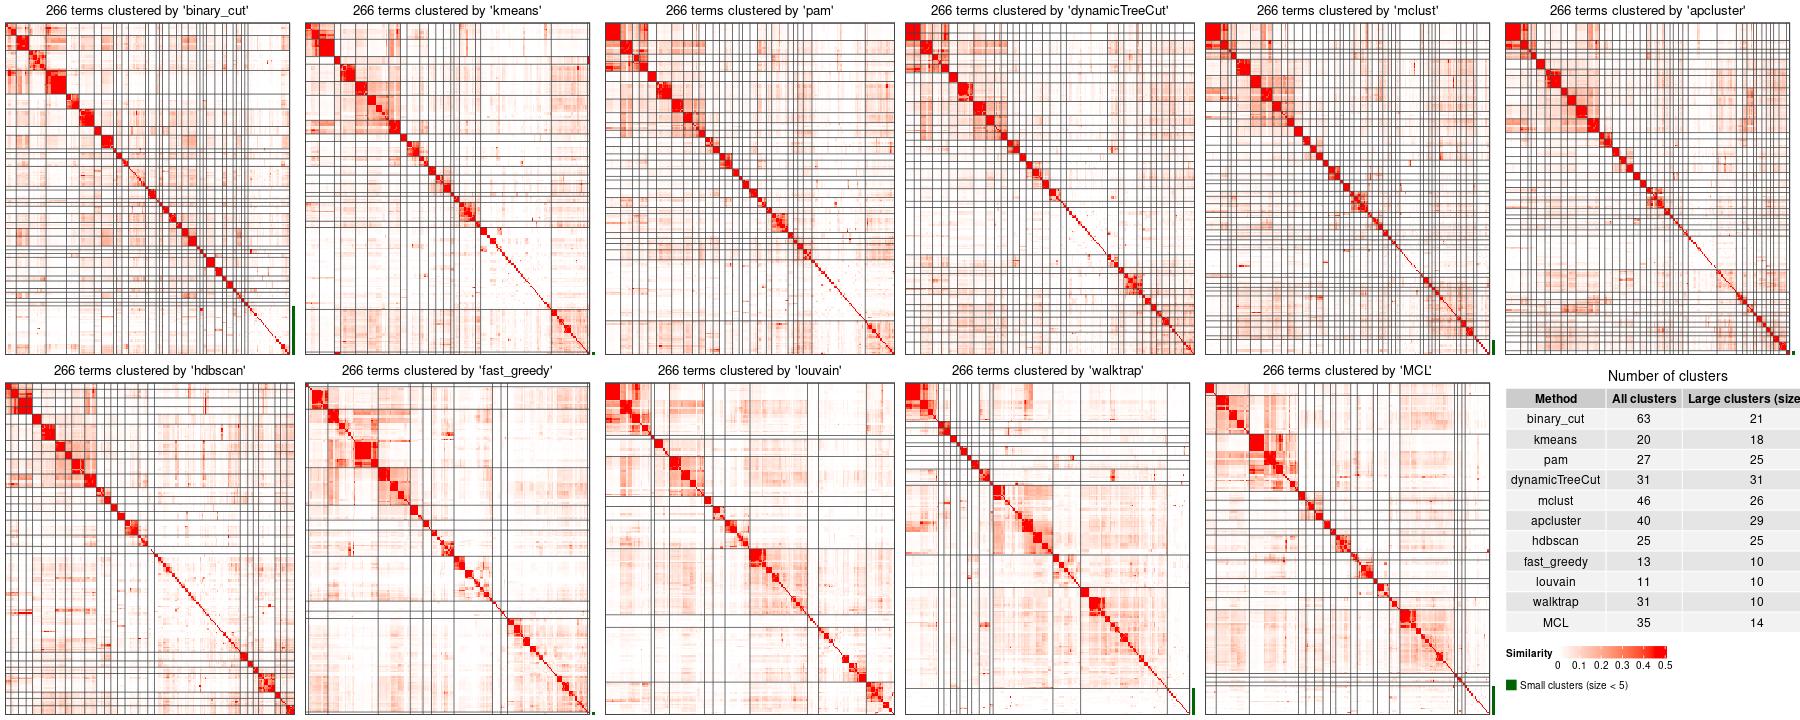 266 terms clustered by 'binary_cut'
266 terms clustered by 'kmeans'
266 terms clustered by 'pam'
266 terms clustered by 'dynamicTreeCut'
266 terms clustered by 'mclust'
266 terms clustered by 'apcluster'
266 terms clustered by 'hdbscan'
266 terms clustered by 'fast_greedy'
266 terms clustered by 'louvain'
266 terms clustered by 'walktrap'
266 terms clustered by 'MCL'
Number of clusters
Method All clusters Large clusters (size
binary_cut 63 21
kmeans 20 18
pam 27 25
dynamicTreeCut 31 31
mclust 46 26
apcluster 40 29
hdbscan 25 25
fast_greedy 13 10
louvain 11 10
walktrap 31 10
MCL 35 14
Similarity
0 0.1 0.2 0.3 0.4 0.5
Small clusters (size < 5)